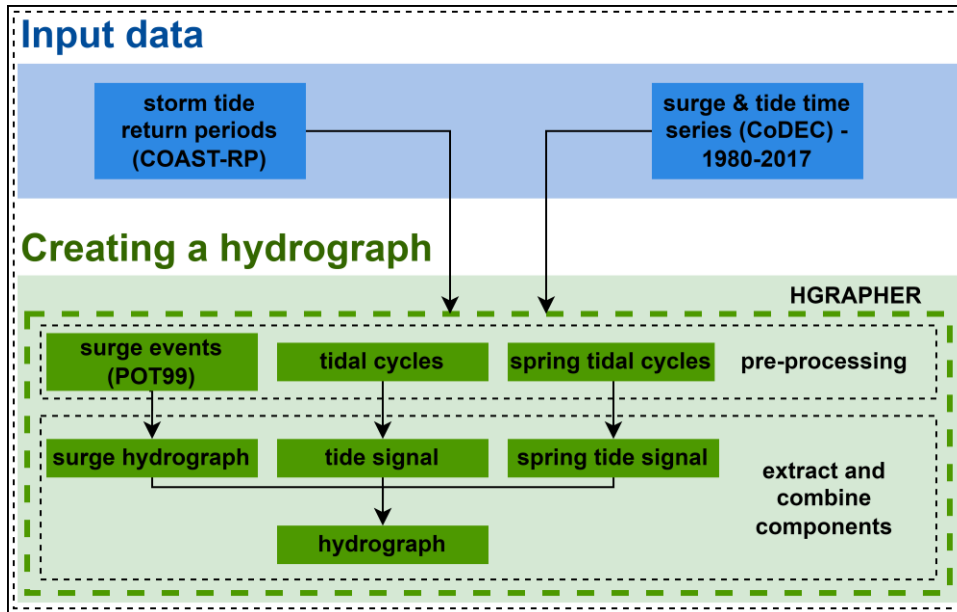 Input data
storm tide
return periods
(COAST-RP)
surge & tide time
series (CoDEC) -
1980-2017
Creating a hydrograph
HGRAPHER
surge events
(POT99)
tidal cycles
spring tidal cycles
pre-processing
surge hydrograph
tide signal
spring tide signal
extract and
combine
components
hydrograph